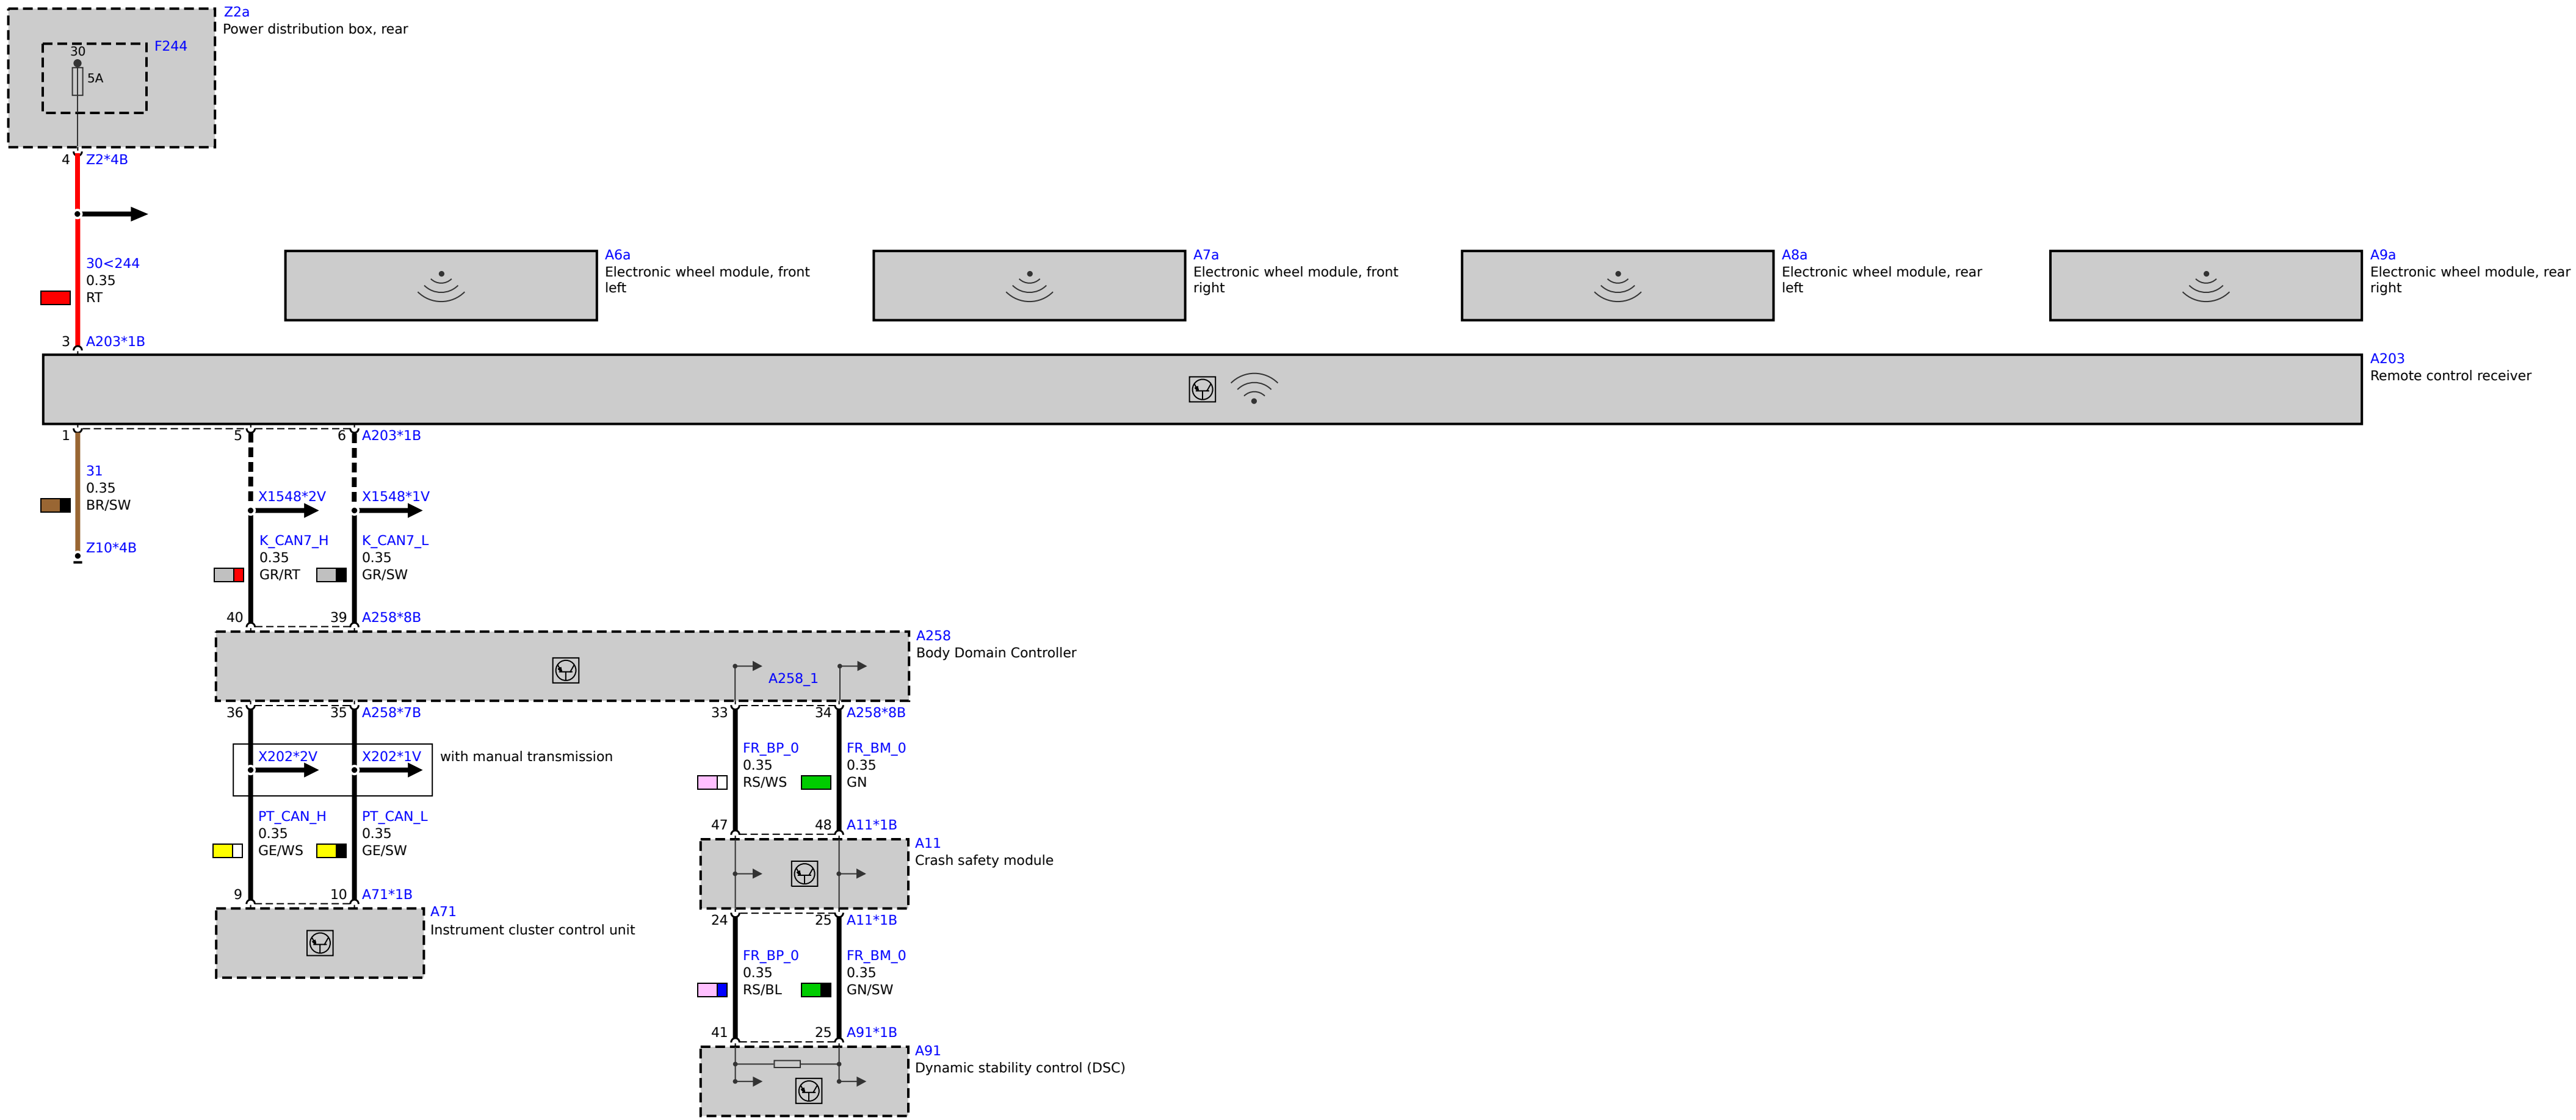 Z2a
Power distribution box, rear
F244
30
5A
4 Z2*4B
30<244
0.35
RT
A6a
Electronic wheel module, front
left
A7a
Electronic wheel module, front
right
A8a
Electronic wheel module, rear
left
A9a
Electronic wheel module, rear
right
3 A203*1B
A203
Remote control receiver
1 5 6 A203*1B
31
0.35
BR/SW
Z10*4B
X1548*2V X1548*1V
K_CAN7_H K_CAN7_L
0.35 0.35
GR/RT GR/SW
40 39 A258*8B
A258
Body Domain Controller
A258_1
36 35 A258*7B 33 34 A258*8B
X202*2V X202*1V with manual transmission
FR_BP_0 FR_BM_0
0.35 0.35
RS/WS GN
PT_CAN_H PT_CAN_L
0.35 0.35
GE/WS GE/SW
47 48 A11*1B
A11
Crash safety module
9 10 A71*1B
A71
Instrument cluster control unit
24 25 A11*1B
FR_BP_0 FR_BM_0
0.35 0.35
RS/BL GN/SW
41 25 A91*1B
A91
Dynamic stability control (DSC)